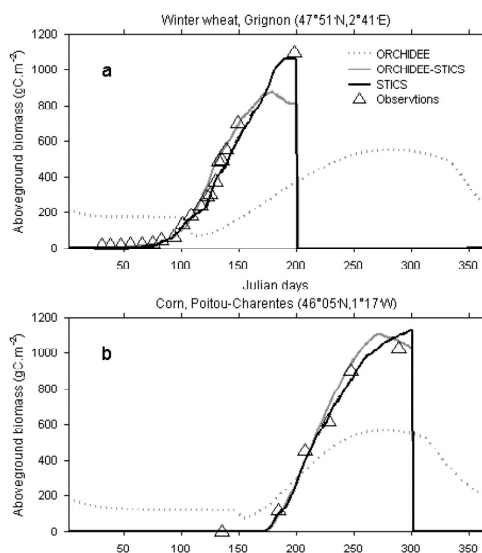 Winter wheat, Grignon (47°51'N,2°41'E)
1200
1000
800
600
400
200
0
Aboveground biomass (gC.m-2)
a
ORCHIDEE
ORCHIDEE-STICS
STICS
Observtions
50 100 150 200 250 300 350
Julian days
Corn, Poitou-Charentes (46°05'N,1°17'W)
1200
1000
800
600
400
200
0
Aboveground biomass (gC.m-2)
b
50 100 150 200 250 300 350